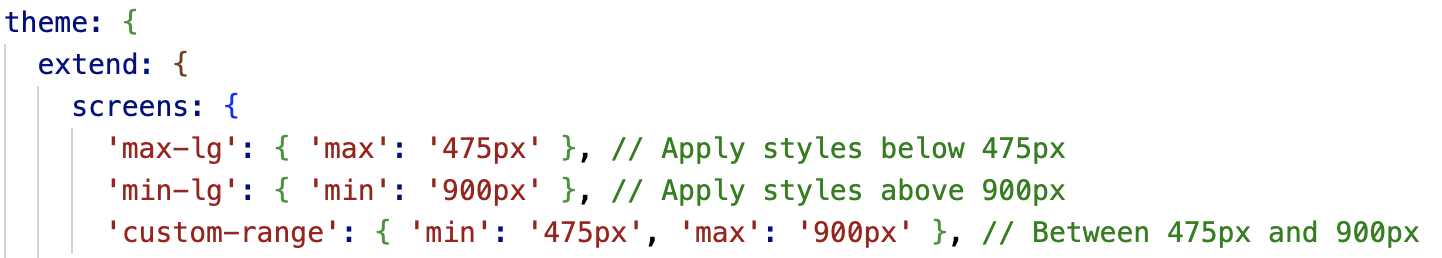 theme: {
extend: {
screens: {
'max-lg': { 'max': '475px' }, // Apply styles below 475px
'min-lg': { 'min': '900px' }, // Apply styles above 900px
'custom-range': { 'min': '475px', 'max': '900px' }, // Between 475px and 900px